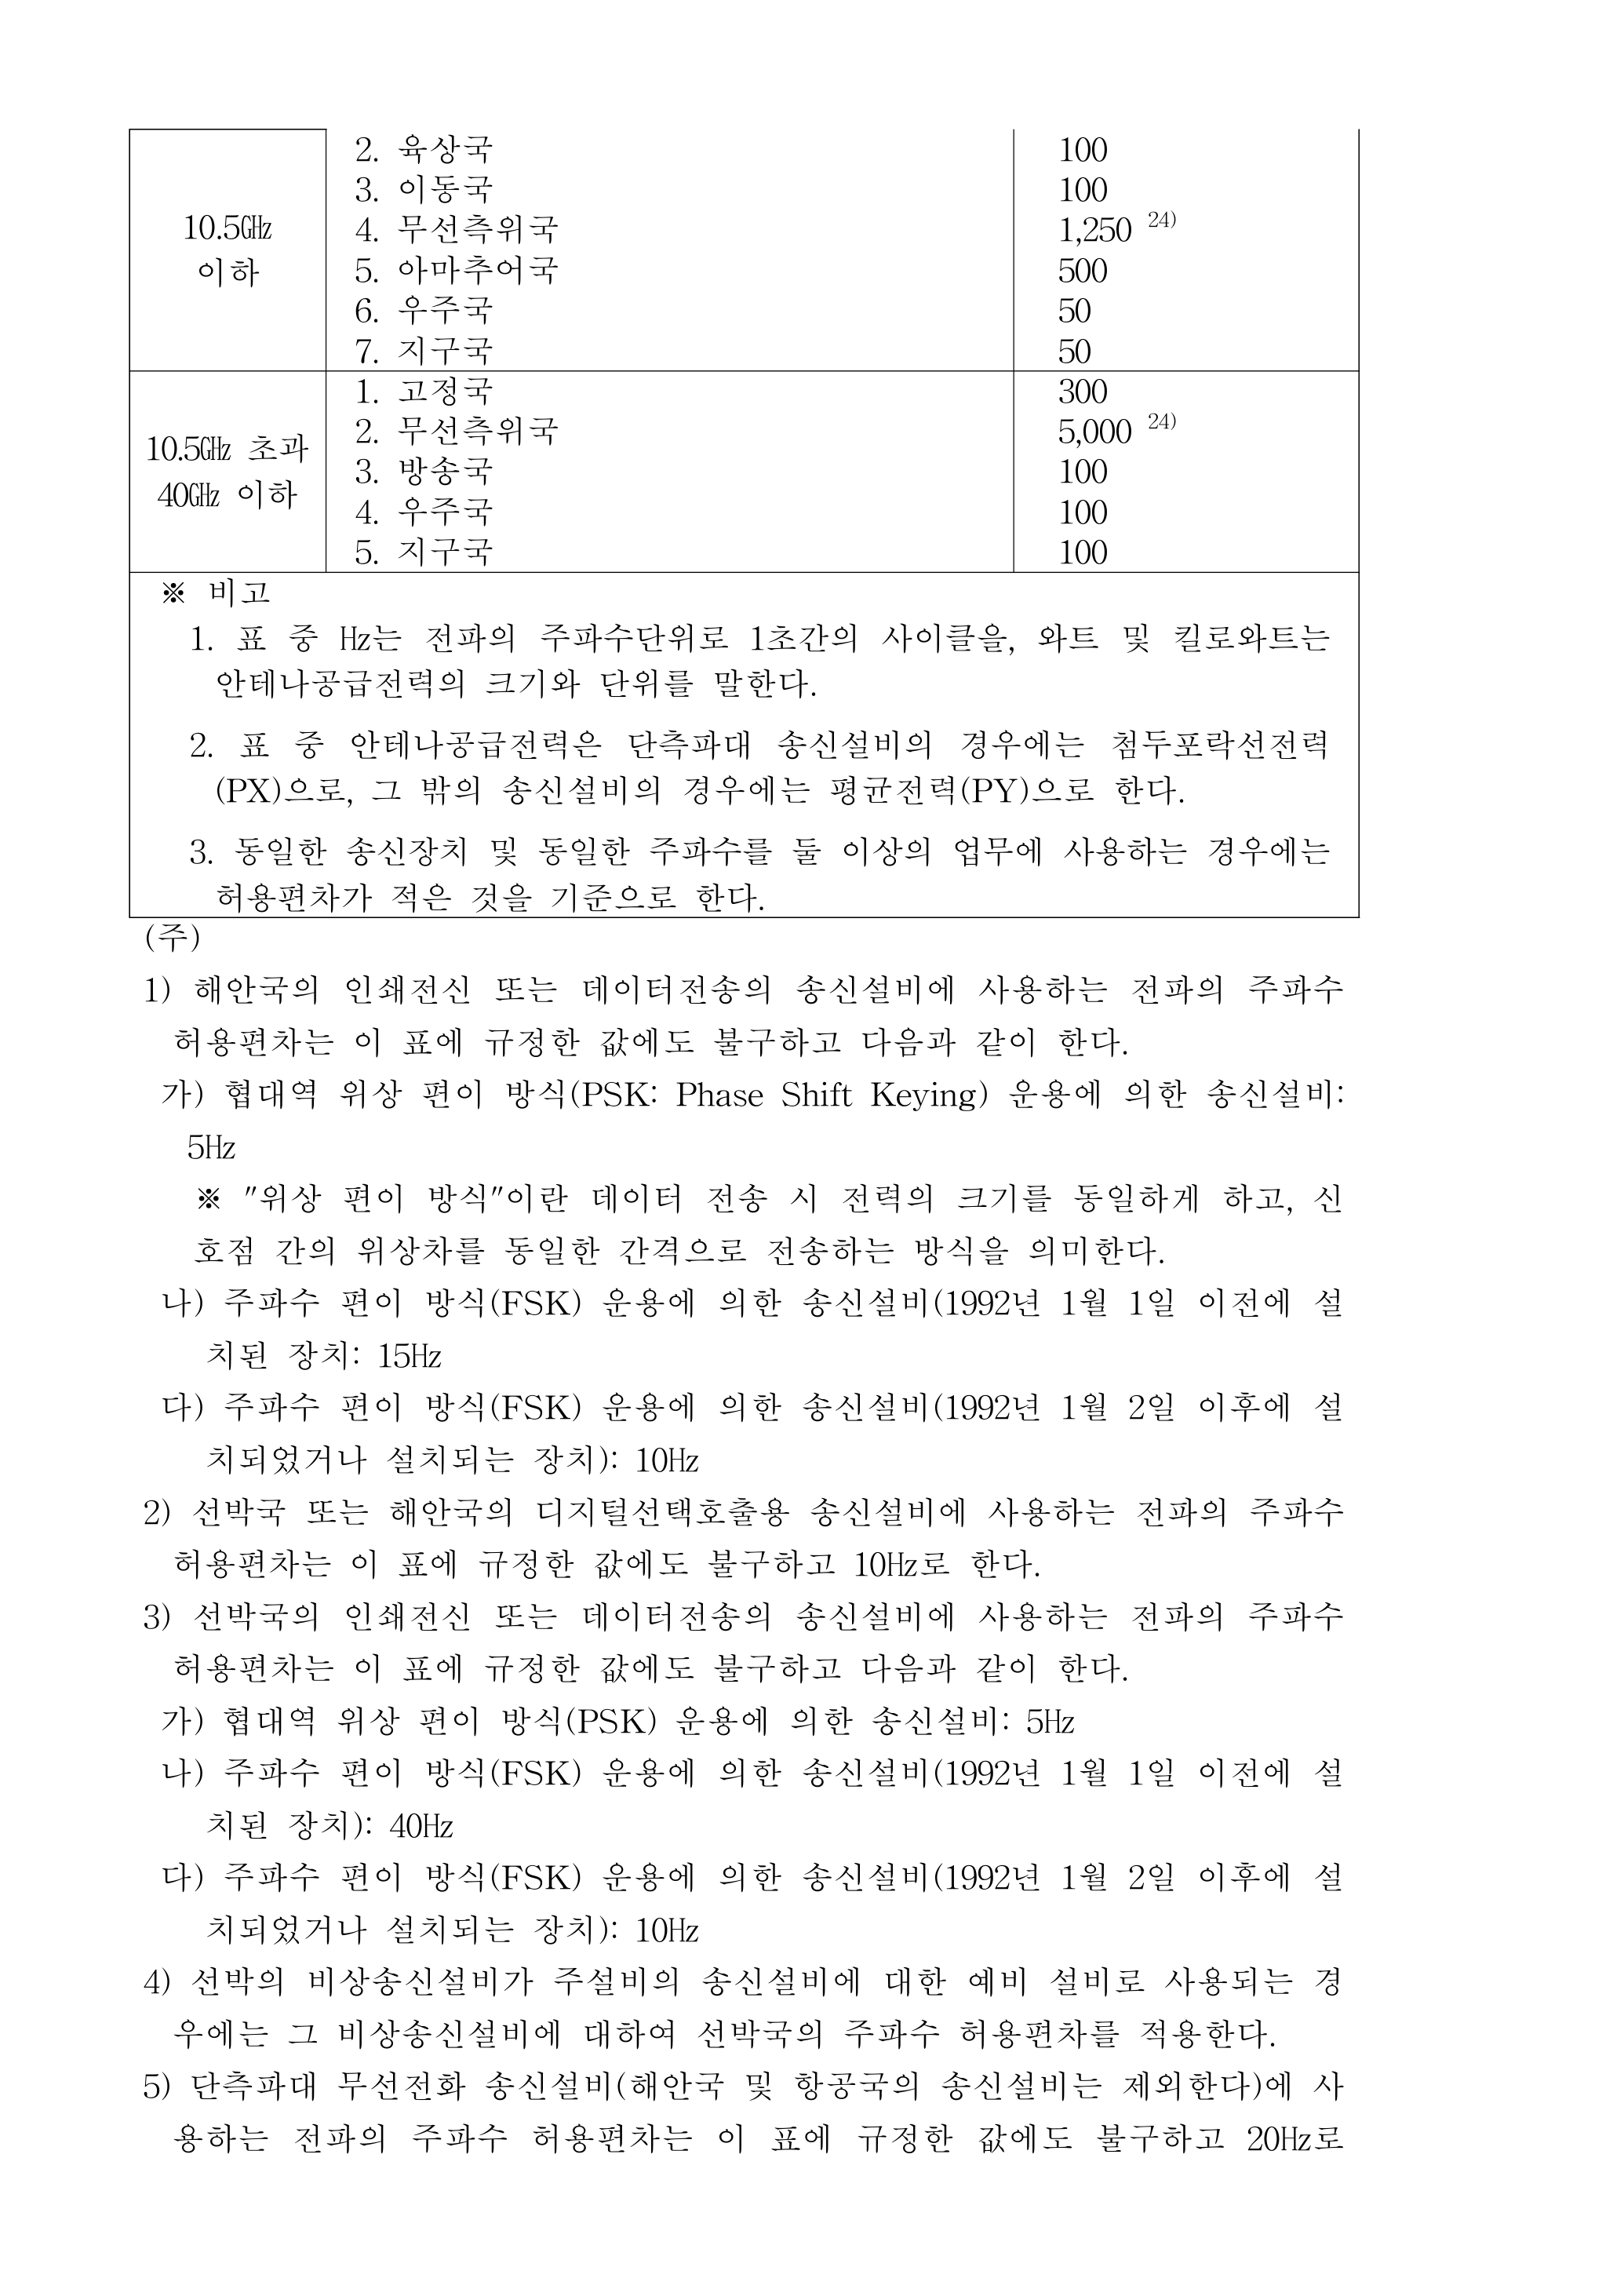 10.5㎓
이하
2. 육상국 100
3. 이동국 100
4. 무선측위국 1,250 24)
5. 아마추어국 500
6. 우주국 50
7. 지구국 50
10.5㎓ 초과
40㎓ 이하
1. 고정국 300
2. 무선측위국 5,000 24)
3. 방송국 100
4. 우주국 100
5. 지구국 100
※ 비고
1. 표 중 ㎐는 전파의 주파수단위로 1초간의 사이클을, 와트 및 킬로와트는
안테나공급전력의 크기와 단위를 말한다.
2. 표 중 안테나공급전력은 단측파대 송신설비의 경우에는 첨두포락선전력
(PX)으로, 그 밖의 송신설비의 경우에는 평균전력(PY)으로 한다.
3. 동일한 송신장치 및 동일한 주파수를 둘 이상의 업무에 사용하는 경우에는
허용편차가 적은 것을 기준으로 한다.
(주)
1) 해안국의 인쇄전신 또는 데이터전송의 송신설비에 사용하는 전파의 주파수
허용편차는 이 표에 규정한 값에도 불구하고 다음과 같이 한다.
가) 협대역 위상 편이 방식(PSK: Phase Shift Keying) 운용에 의한 송신설비:
5㎐
※ "위상 편이 방식"이란 데이터 전송 시 전력의 크기를 동일하게 하고, 신
호점 간의 위상차를 동일한 간격으로 전송하는 방식을 의미한다.
나) 주파수 편이 방식(FSK) 운용에 의한 송신설비(1992년 1월 1일 이전에 설
치된 장치: 15㎐
다) 주파수 편이 방식(FSK) 운용에 의한 송신설비(1992년 1월 2일 이후에 설
치되었거나 설치되는 장치): 10㎐
2) 선박국 또는 해안국의 디지털선택호출용 송신설비에 사용하는 전파의 주파수
허용편차는 이 표에 규정한 값에도 불구하고 10㎐로 한다.
3) 선박국의 인쇄전신 또는 데이터전송의 송신설비에 사용하는 전파의 주파수
허용편차는 이 표에 규정한 값에도 불구하고 다음과 같이 한다.
가) 협대역 위상 편이 방식(PSK) 운용에 의한 송신설비: 5㎐
나) 주파수 편이 방식(FSK) 운용에 의한 송신설비(1992년 1월 1일 이전에 설
치된 장치): 40㎐
다) 주파수 편이 방식(FSK) 운용에 의한 송신설비(1992년 1월 2일 이후에 설
치되었거나 설치되는 장치): 10㎐
4) 선박의 비상송신설비가 주설비의 송신설비에 대한 예비 설비로 사용되는 경
우에는 그 비상송신설비에 대하여 선박국의 주파수 허용편차를 적용한다.
5) 단측파대 무선전화 송신설비(해안국 및 항공국의 송신설비는 제외한다)에 사
용하는 전파의 주파수 허용편차는 이 표에 규정한 값에도 불구하고 20㎐로